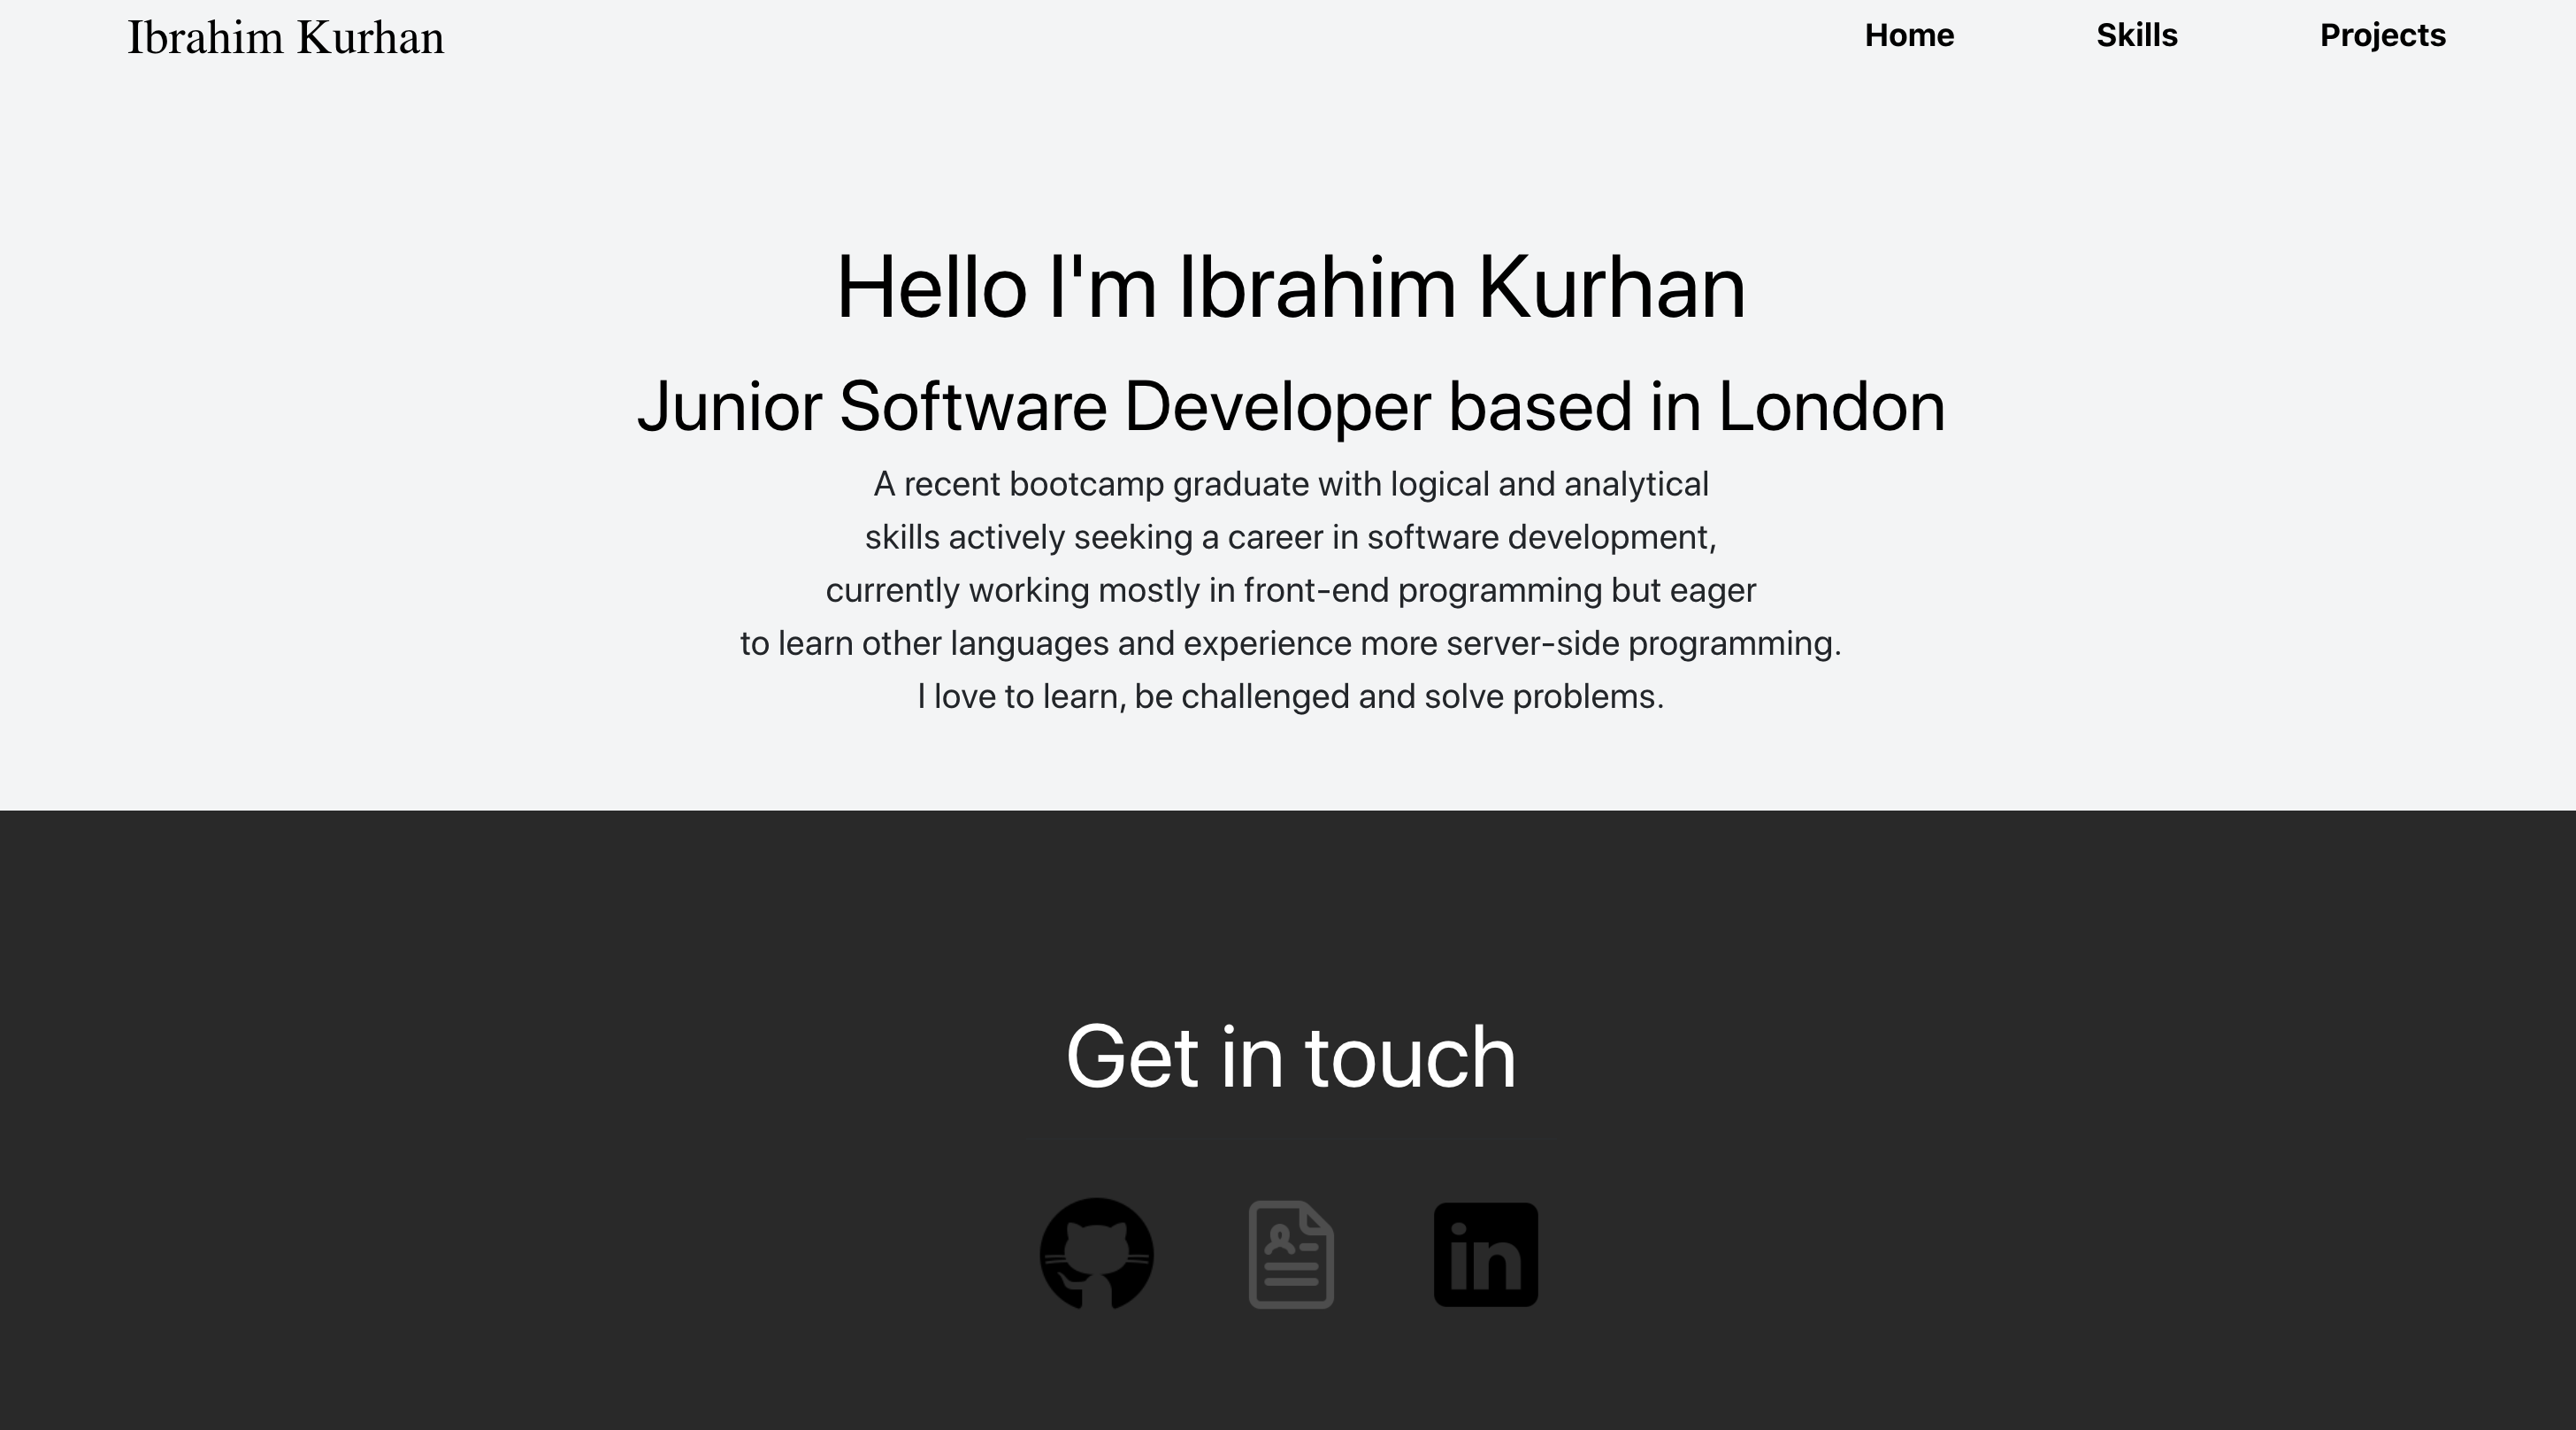 Ibrahim Kurhan
Home
Skills
Projects
Hello I'm Ibrahim Kurhan
Junior Software Developer based in London
A recent bootcamp graduate with logical and analytical
skills actively seeking a career in software development,
currently working mostly in front-end programming but eager
to learn other languages and experience more server-side programming.
I love to learn, be challenged and solve problems.
Get in touch
in